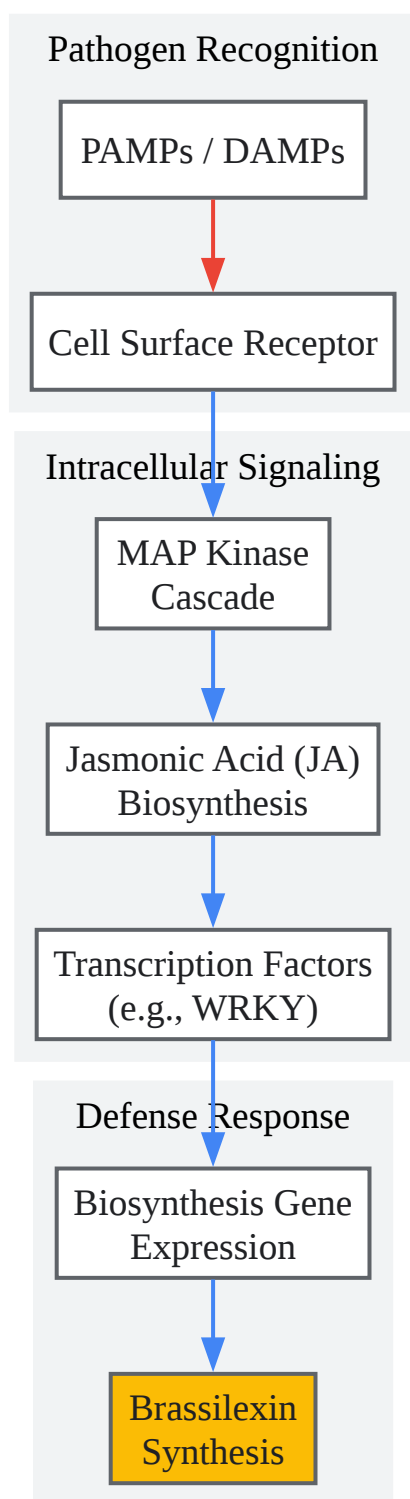 Pathogen Recognition
PAMPs / DAMPs
Cell Surface Receptor
Intracellular Signaling
MAP Kinase
Cascade
Jasmonic Acid (JA)
Biosynthesis
Transcription Factors
(e.g., WRKY)
Defense Response
Biosynthesis Gene
Expression
Brassilexin
Synthesis